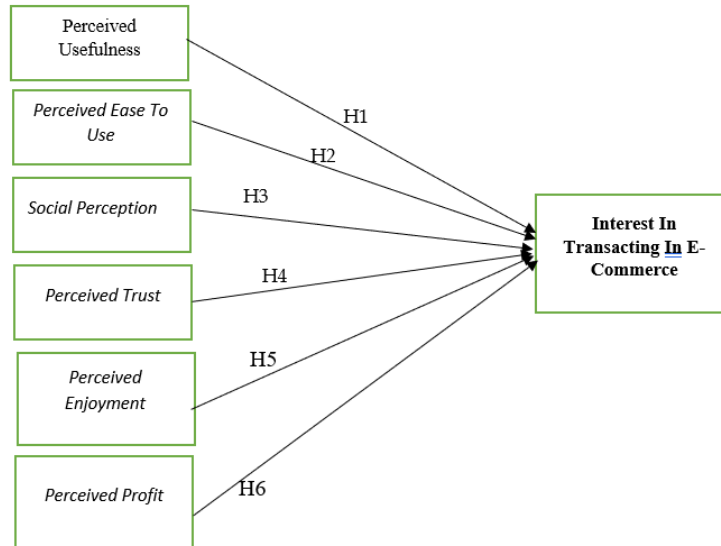 Perceived
Usefulness
H1
Perceived Ease To
Use
H2
Social Perception
H3
Interest In
Transacting In E-
Commerce
Perceived Trust
H4
Perceived
Enjoyment
H5
Perceived Profit
H6